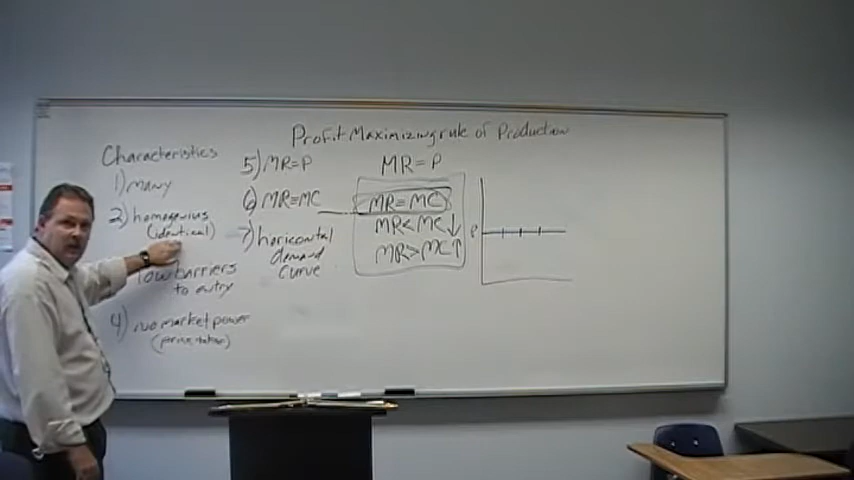 Profit Maximizing rule of Production
Characteristics
1) many
2) homogenius
(identical)
low barriers
to entry
4) no market power
(price taker)
5) MR=P
6) MR=MC
7) horizontal
demand
curve
MR = P
MR = MC
MR < MC ↓
MR > MC ↑
P